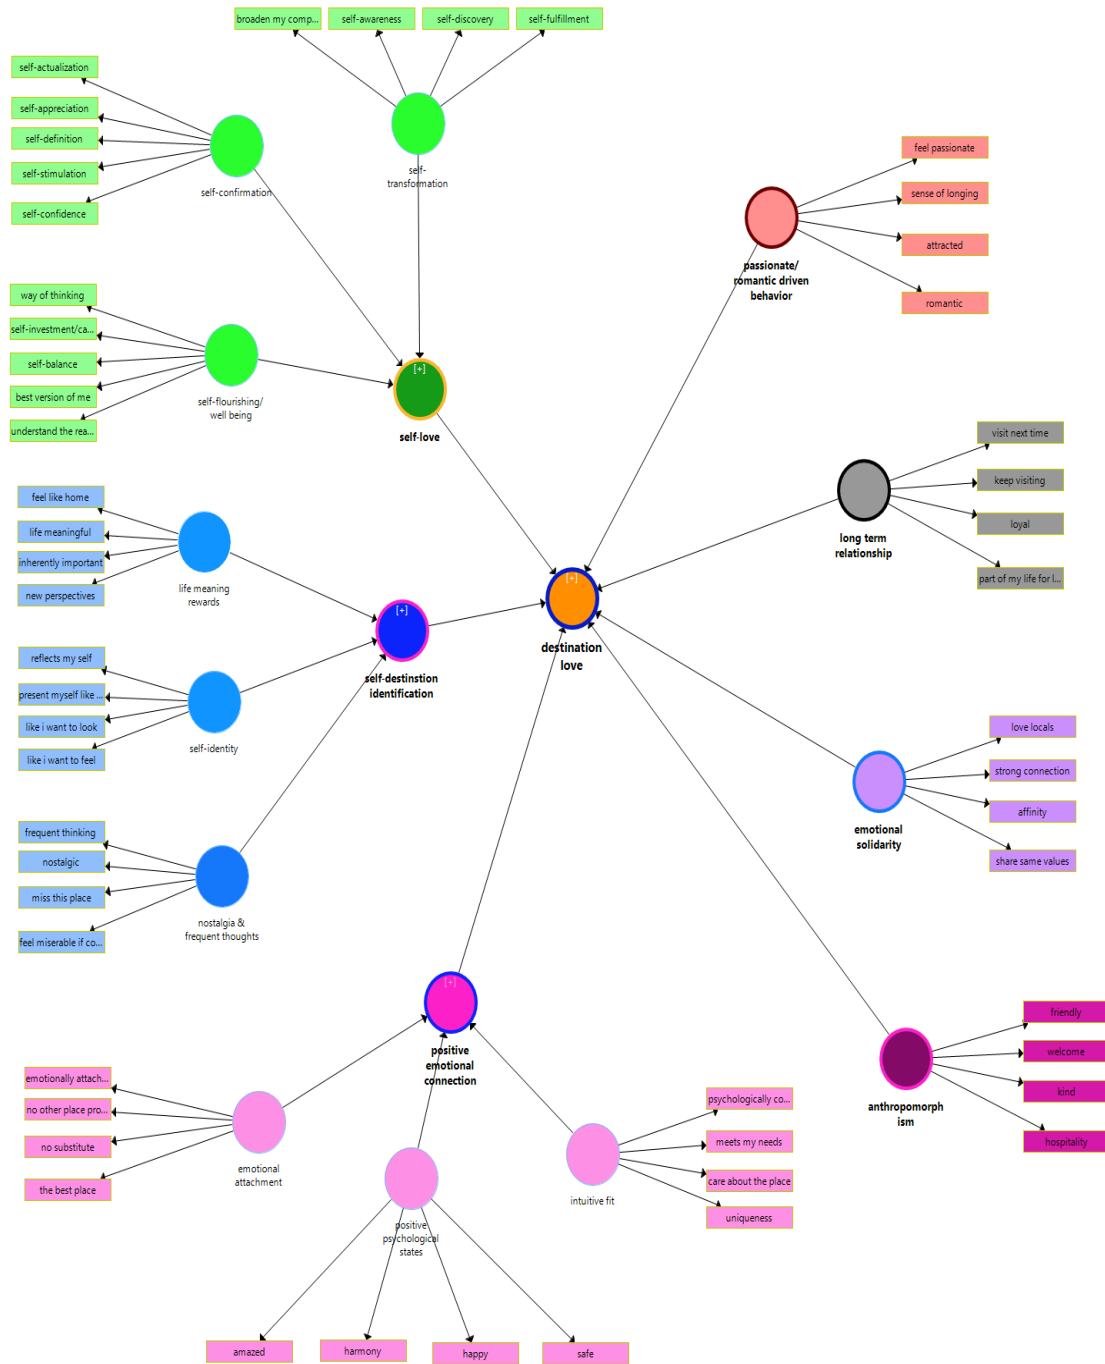 broaden my comp...
self-awareness
self-discovery
self-fulfillment
self-actualization
self-appreciation
self-definition
self-stimulation
self-confidence
self-confirmation
self-
transformation
feel passionate
sense of longing
attracted
romantic
passionate/
romantic driven
behavior
way of thinking
self-investment/ca...
self-balance
best version of me
understand the rea...
self-flourishing/
well being
[+]
self-love
visit next time
keep visiting
loyal
part of my life for l...
long term
relationship
feel like home
life meaningful
inherently important
new perspectives
life meaning
rewards
[+]
destination
love
[+]
self-destinstion
identification
reflects my self
present myself like ...
like i want to look
like i want to feel
self-identity
love locals
strong connection
affinity
share same values
emotional
solidarity
frequent thinking
nostalgic
miss this place
feel miserable if co...
nostalgia &
frequent thoughts
[+]
positive
emotional
connection
friendly
welcome
kind
hospitality
anthropomorph
ism
emotionally attach...
no other place pro...
no substitute
the best place
emotional
attachment
positive
psychological
states
psychologically co...
meets my needs
care about the place
uniqueness
intuitive fit
amazed
harmony
happy
safe